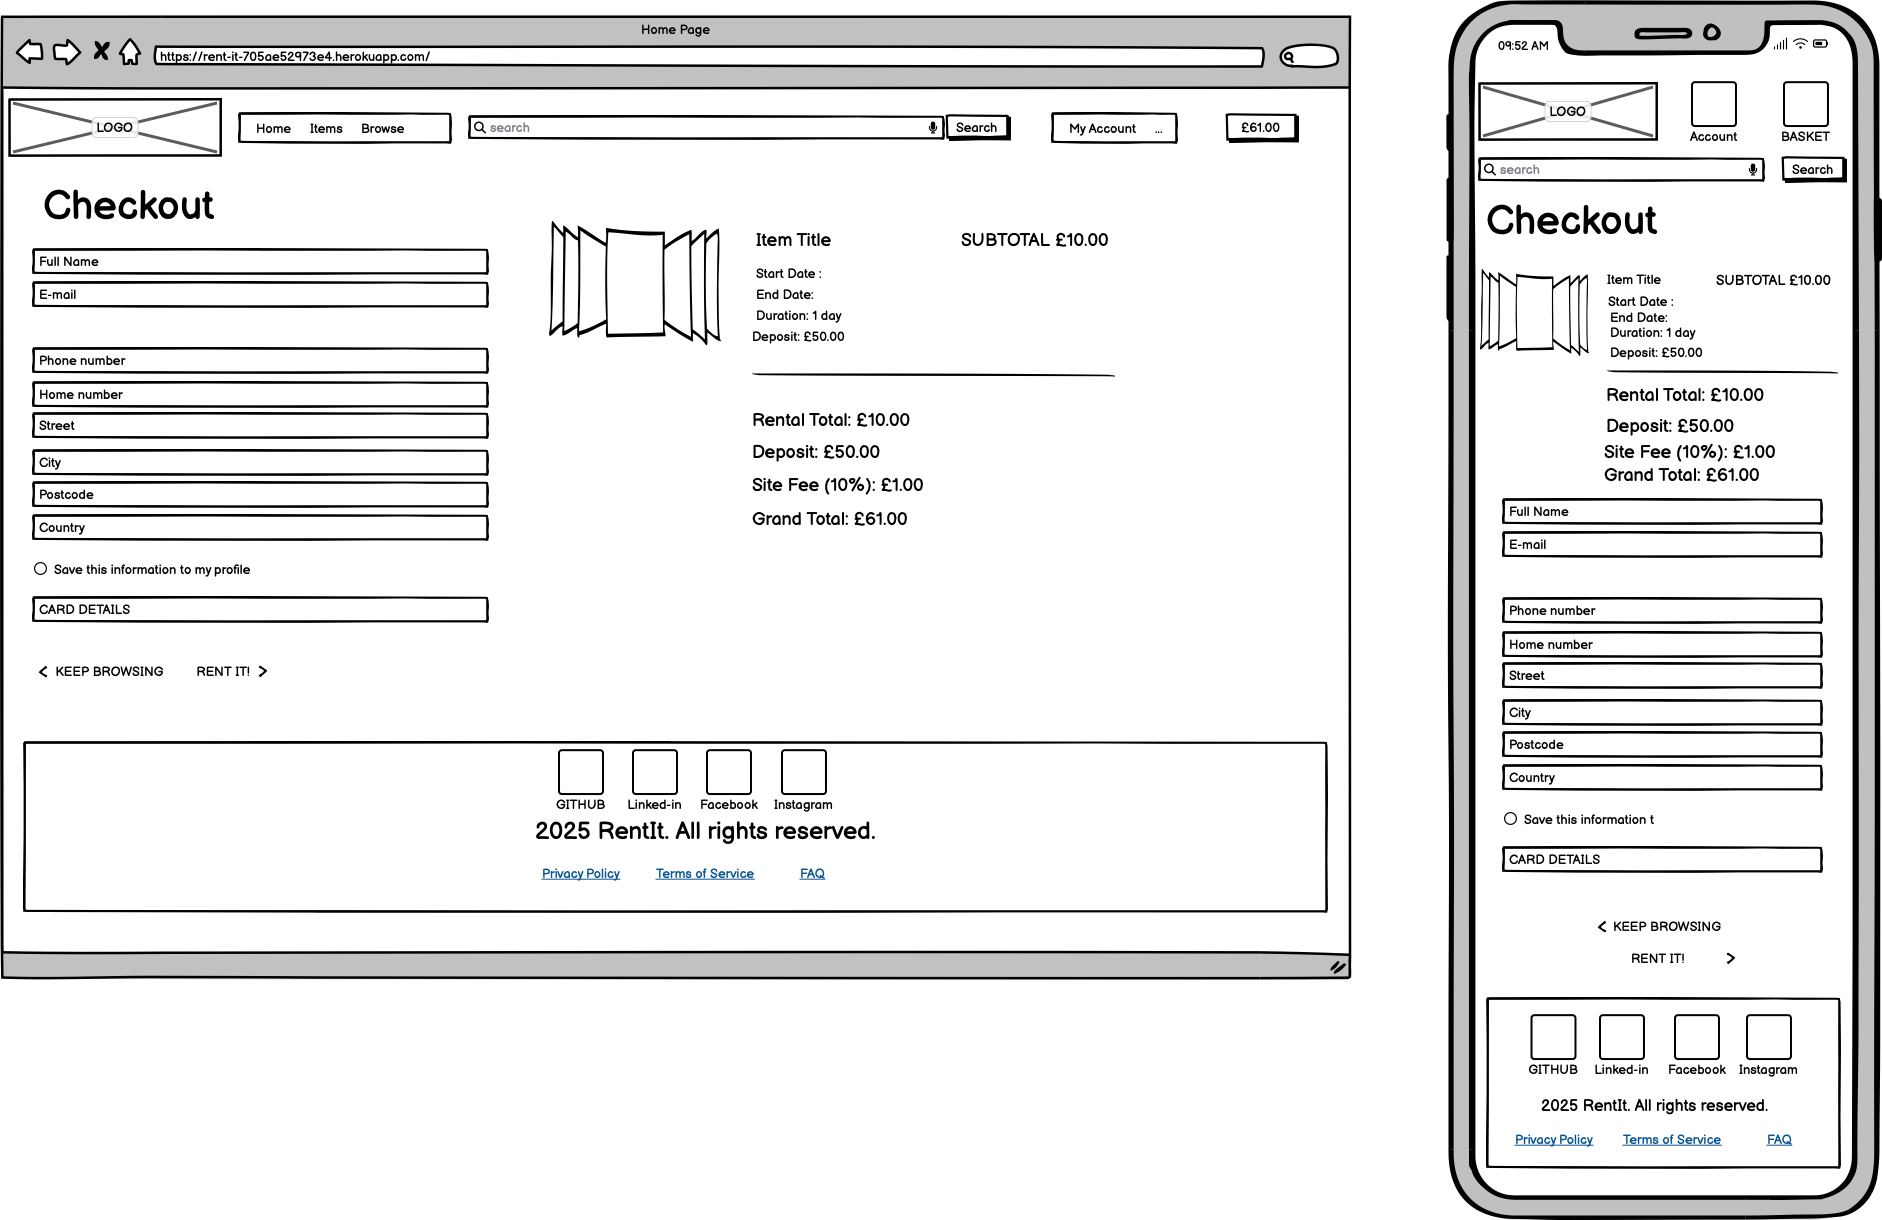 Home Page
https://rent-it-705ae52973e4.herokuapp.com/
LOGO
Home Items Browse
search
Search
My Account ...
£61.00
Checkout
Full Name
E-mail
Phone number
Home number
Street
City
Postcode
Country
Save this information to my profile
CARD DETAILS
KEEP BROWSING RENT IT!
Item Title SUBTOTAL £10.00
Start Date :
End Date:
Duration: 1 day
Deposit: £50.00
Rental Total: £10.00
Deposit: £50.00
Site Fee (10%): £1.00
Grand Total: £61.00
GITHUB Linked-in Facebook Instagram
2025 RentIt. All rights reserved.
Privacy Policy Terms of Service FAQ
09:52 AM
LOGO
Account BASKET
search
Search
Checkout
Item Title SUBTOTAL £10.00
Start Date :
End Date:
Duration: 1 day
Deposit: £50.00
Rental Total: £10.00
Deposit: £50.00
Site Fee (10%): £1.00
Grand Total: £61.00
Full Name
E-mail
Phone number
Home number
Street
City
Postcode
Country
Save this information t
CARD DETAILS
KEEP BROWSING
RENT IT!
GITHUB Linked-in Facebook Instagram
2025 RentIt. All rights reserved.
Privacy Policy Terms of Service FAQ